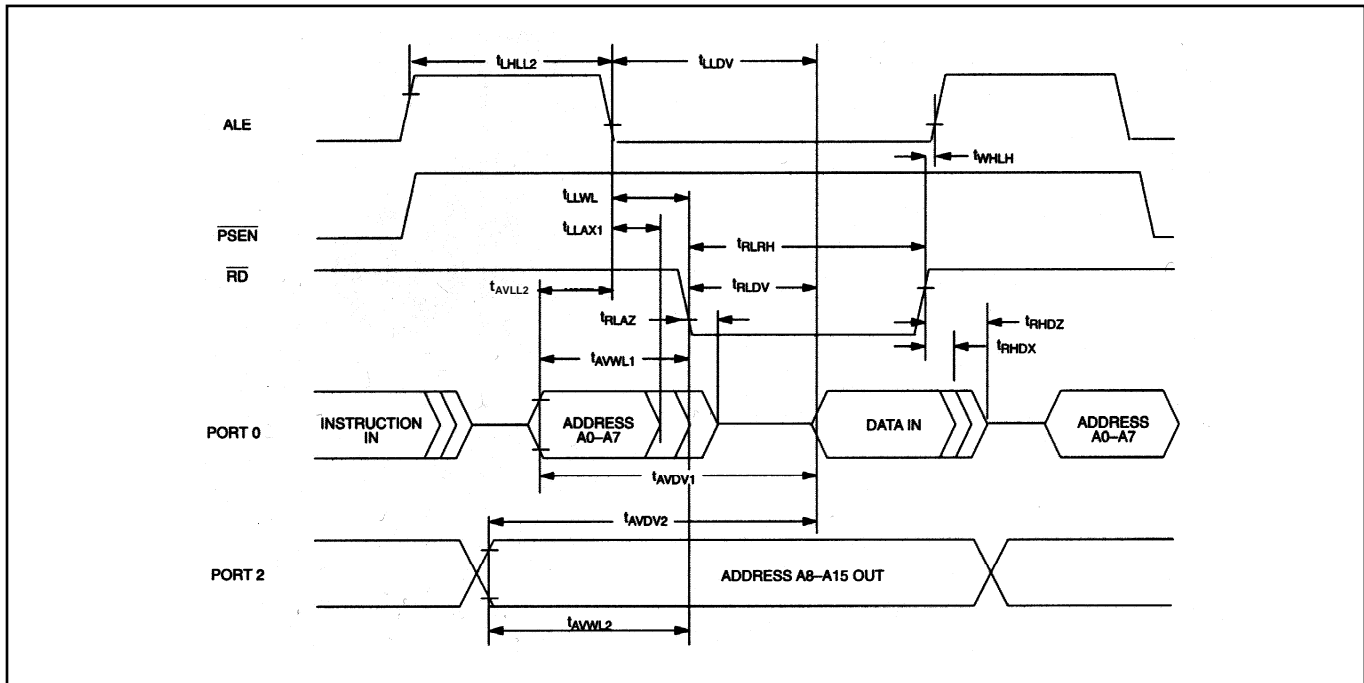 tLHLL2 tLLDV
ALE
tWHLH
tLLWL
PSEN
tLLAX1
tRLRH
RD
tAVLL2 tRLDV
tRLAZ tRHDZ
tAVWL1 tRHDX
PORT 0
INSTRUCTION
IN
ADDRESS
A0–A7
DATA IN
ADDRESS
A0–A7
tAVDV1
tAVDV2
PORT 2
ADDRESS A8–A15 OUT
tAVWL2